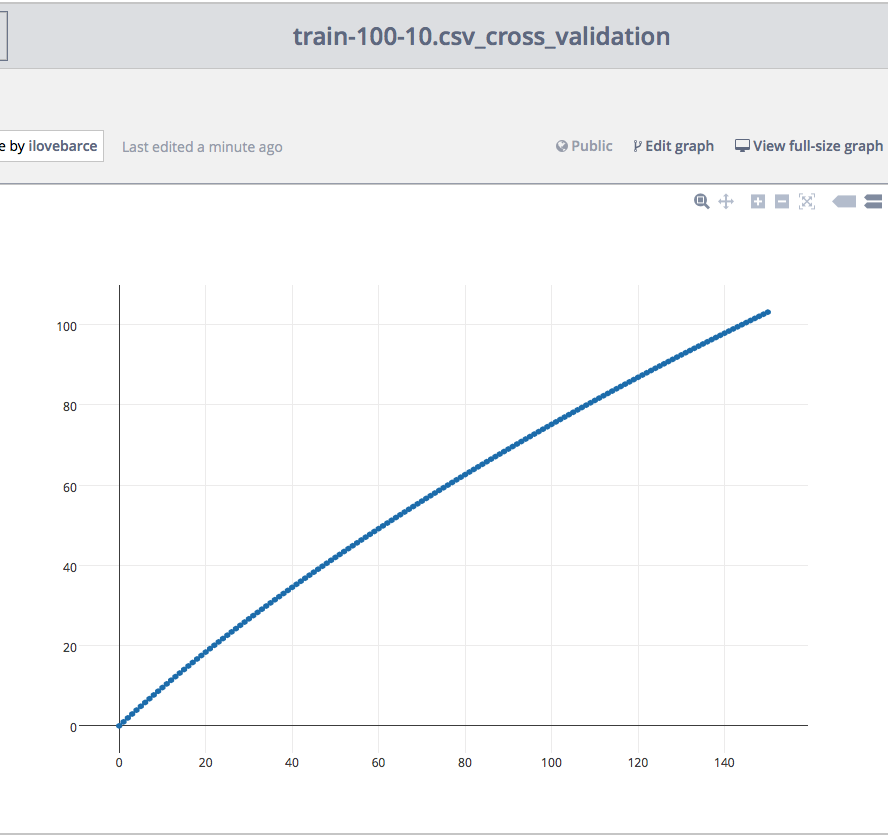 train-100-10.csv_cross_validation
e by ilovebarce
Last edited a minute ago
Public
Edit graph
View full-size graph
100
80
60
40
20
0
0 20 40 60 80 100 120 140